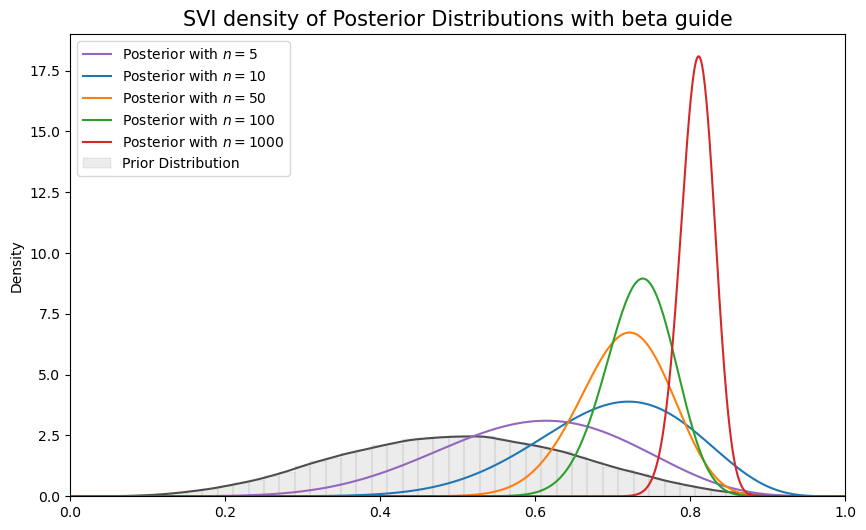 SVI density of Posterior Distributions with beta guide
Posterior with n = 5
Posterior with n = 10
Posterior with n = 50
Posterior with n = 100
Posterior with n = 1000
Prior Distribution
Density
17.5
15.0
12.5
10.0
7.5
5.0
2.5
0.0
0.0 0.2 0.4 0.6 0.8 1.0